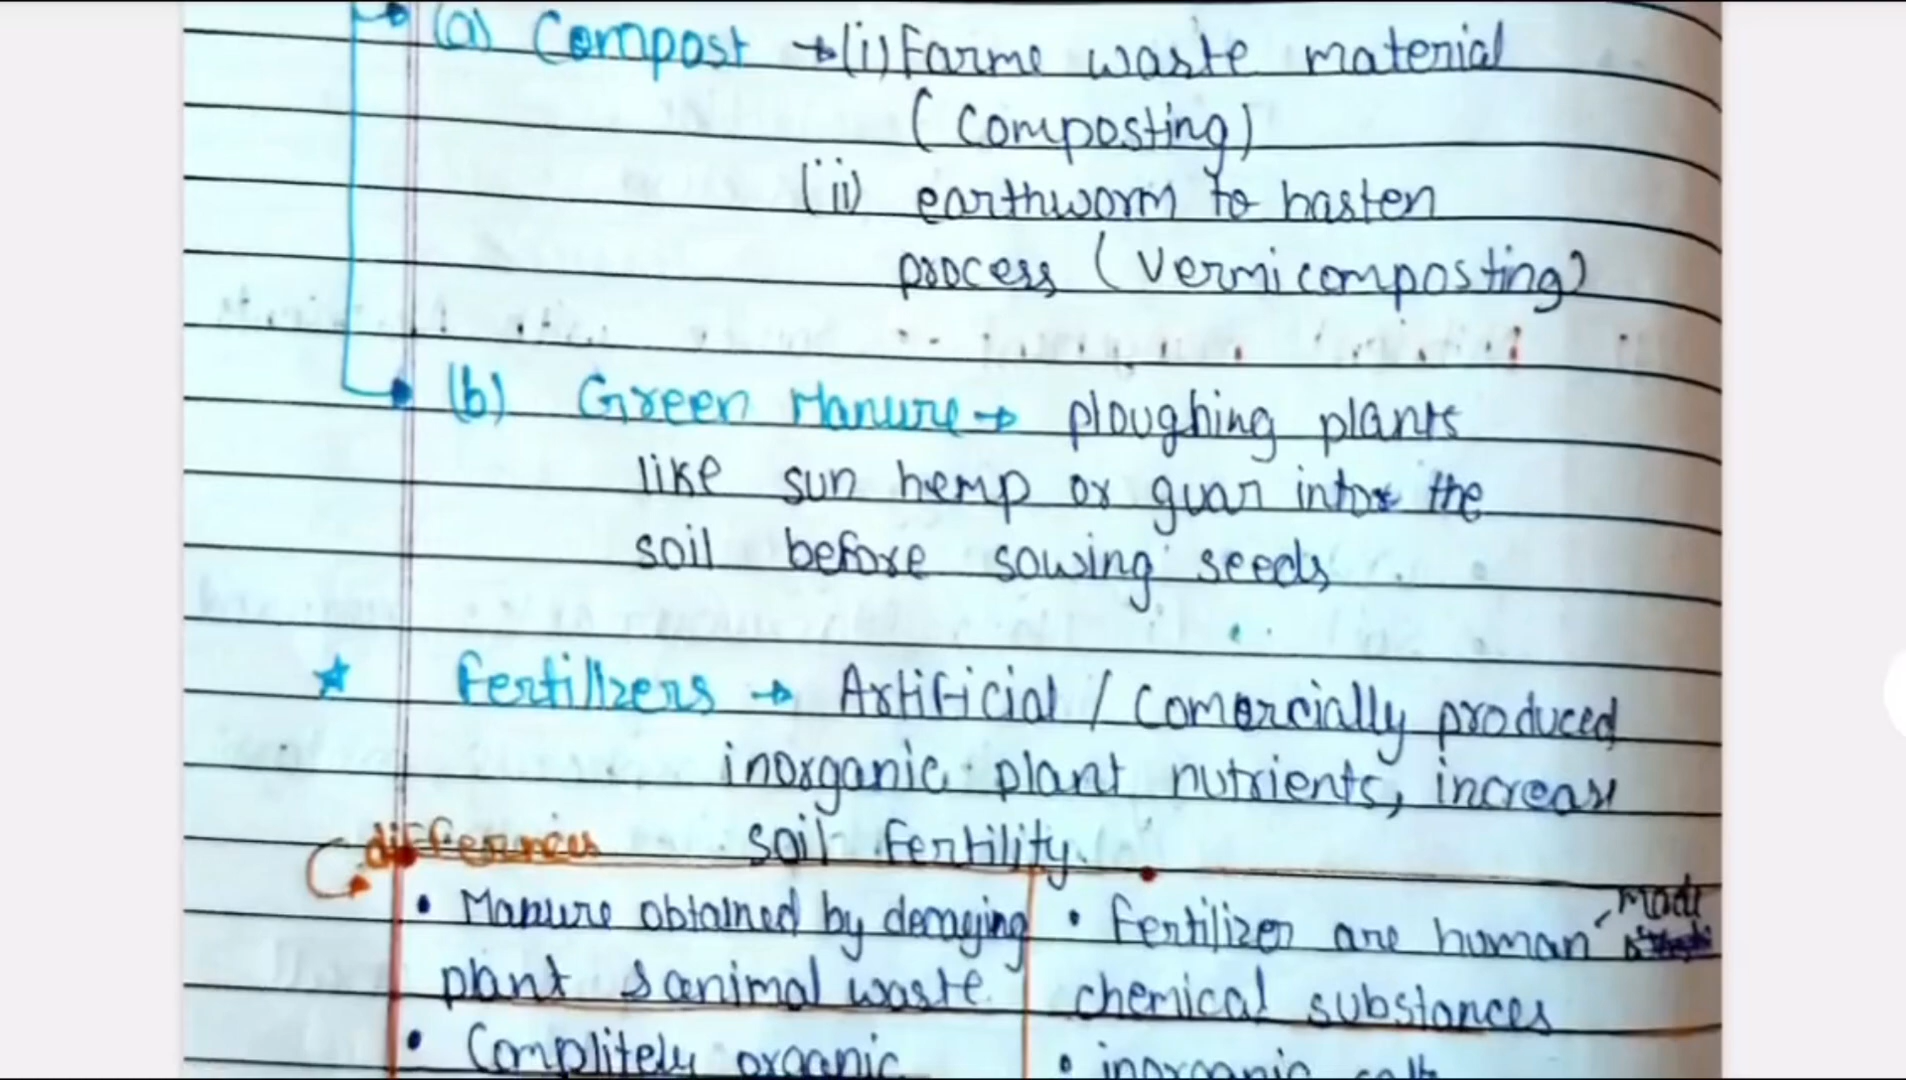 (a) Compost → (i) Farme waste material
(Composting)
(ii) earthworm to hasten
process (Vermicomposting)
(b) Green Manure → ploughing plants
like sun hemp or guar into the
soil before sowing seeds
★ Fertilizers → Artificial / Comercially produced
inorganic plant nutrients, increase
soil fertility.
differences
• Manure obtained by decaying
plant & animal waste
• Complitely organic
• Fertilizer are human made
chemical substances
• inorganic salt